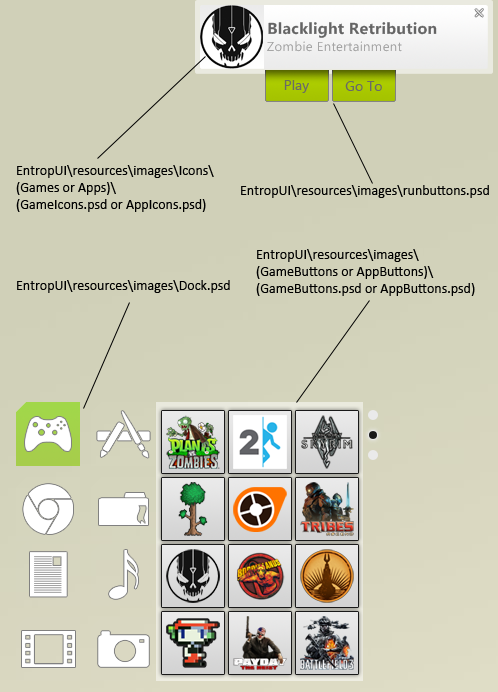 Blacklight Retribution
Zombie Entertainment
Play
Go To
EntropUI\resources\images\Icons\
(Games or Apps)\
(GameIcons.psd or AppIcons.psd)
EntropUI\resources\images\runbuttons.psd
EntropUI\resources\images\
(GameButtons or AppButtons)\
(GameButtons.psd or AppButtons.psd)
EntropUI\resources\images\Dock.psd
PLANTS
ZOMBIES
2
SKYRIM
TRIBES
BORDERLANDS
PAYDAY
THE HEIST
BATTLEFIELD 3